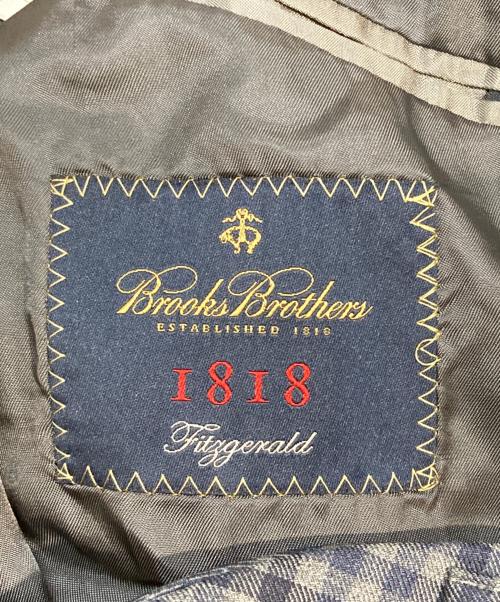 Brooks Brothers
ESTABLISHED 1818
1818
Fitzgerald